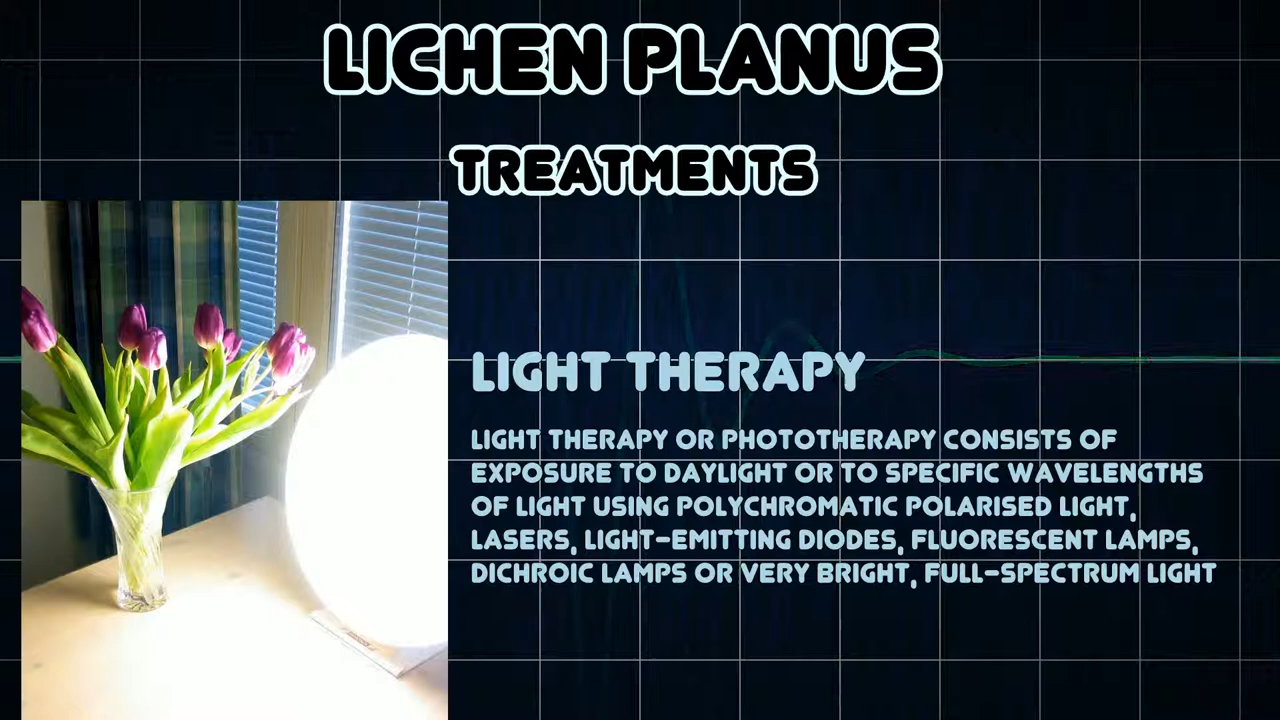 LICHEN PLANUS
TREATMENTS
LIGHT THERAPY
LIGHT THERAPY OR PHOTOTHERAPY CONSISTS OF
EXPOSURE TO DAYLIGHT OR TO SPECIFIC WAVELENGTHS
OF LIGHT USING POLYCHROMATIC POLARISED LIGHT,
LASERS, LIGHT-EMITTING DIODES, FLUORESCENT LAMPS,
DICHROIC LAMPS OR VERY BRIGHT, FULL-SPECTRUM LIGHT